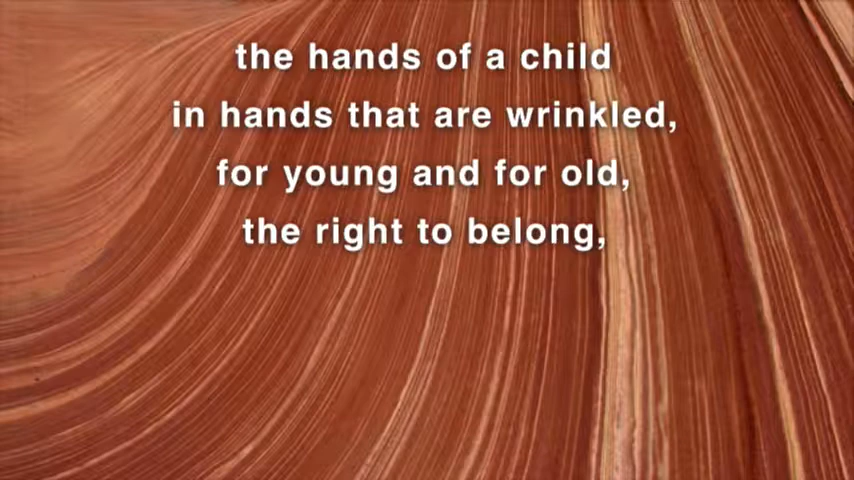 the hands of a child
in hands that are wrinkled,
for young and for old,
the right to belong,